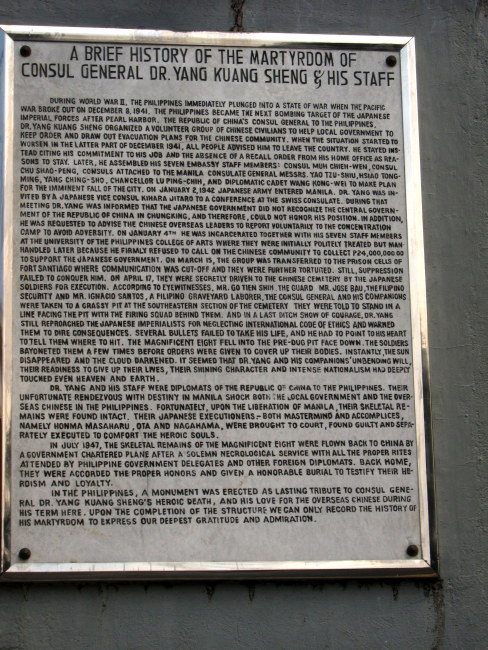 A BRIEF HISTORY OF THE MARTYRDOM OF
CONSUL GENERAL DR. YANG KUANG SHENG & HIS STAFF
DURING WORLD WAR II, THE PHILIPPINES IMMEDIATELY PLUNGED INTO A STATE OF WAR WHEN THE PACIFIC
WAR BROKE OUT ON DECEMBER 8, 1941. THE PHILIPPINES BECAME THE NEXT BOMBING TARGET OF THE JAPANESE
IMPERIAL FORCES AFTER PEARL HARBOR. THE REPUBLIC OF CHINA'S CONSUL GENERAL TO THE PHILIPPINES,
DR. YANG KUANG SHENG ORGANIZED A VOLUNTEER GROUP OF CHINESE CIVILIANS TO HELP LOCAL GOVERNMENT TO
KEEP ORDER AND DRAW OUT EVACUATION PLANS FOR THE CHINESE COMMUNITY. WHEN THE SITUATION STARTED TO
WORSEN IN THE LATTER PART OF DECEMBER 1941, ALL PEOPLE ADVISED HIM TO LEAVE THE COUNTRY. HE STAYED INS-
TEAD CITING HIS COMMITMENT TO HIS JOB AND THE ABSENCE OF A RECALL ORDER FROM HIS HOME OFFICE AS REA-
SONS TO STAY. LATER, HE ASSEMBLED HIS SEVEN EMBASSY STAFF MEMBERS: CONSUL MUH CHIEH-WEN, CONSUL
CHU SHAO-PENG, CONSULS ATTACHED TO THE MANILA CONSULATE GENERAL MESSRS. YAO TZU-SHIU, HSIAO TUNG-
MING, YANG CHING-SHO, CHANCELLOR LU PING-CHIH, AND DIPLOMATIC CADET WANG KONG-WEI TO MAKE PLAN
FOR THE IMMINENT FALL OF THE CITY. ON JANUARY 2, 1942 JAPANESE ARMY ENTERED MANILA. DR. YANG WAS IN-
VITED BY A JAPANESE VICE CONSUL KIHARA JITARO TO A CONFERENCE AT THE SWISS CONSULATE. DURING THAT
MEETING DR. YANG WAS INFORMED THAT THE JAPANESE GOVERNMENT DID NOT RECOGNIZE THE CENTRAL GOVERN-
MENT OF THE REPUBLIC OF CHINA IN CHUNGKING, AND THEREFORE, COULD NOT HONOR HIS POSITION. IN ADDITION,
HE WAS REQUESTED TO ADVISE THE CHINESE OVERSEAS LEADERS TO REPORT VOLUNTARILY TO THE CONCENTRATION
CAMP TO AVOID ADVERSITY. ON JANUARY 4TH HE WAS INCARCERATED TOGETHER WITH HIS SEVEN STAFF MEMBERS
AT THE UNIVERSITY OF THE PHILIPPINES COLLEGE OF ARTS WHERE THEY WERE INITIALLY POLITELY TREATED BUT MAN-
HANDLED LATER BECAUSE HE FIRMALY REFUSED TO CALL ON THE CHINESE COMMUNITY TO COLLECT P24,000,000.00
TO SUPPORT THE JAPANESE GOVERNMENT. ON MARCH 15, THE GROUP WAS TRANSFERRED TO THE PRISON CELLS OF
FORT SANTIAGO WHERE COMMUNICATION WAS CUT-OFF AND THEY WERE FURTHER TORTURED. STILL, SUPPRESSION
FAILED TO CONQUER HIM. ON APRIL 17, THEY WERE SECRETLY DRIVEN TO THE CHINESE CEMETERY BY THE JAPANESE
SOLDIERS FOR EXECUTION. ACCORDING TO EYEWITNESSES, MR. GO TIEN SHIN, THE GUARD MR. JOSE BAU, THE FILIPINO
SECURITY AND MR. IGNACIO SANTOS, A FILIPINO GRAVEYARD LABORER, THE CONSUL GENERAL AND HIS COMPANIONS
WERE TAKEN TO A GRASSY PIT AT THE SOUTHEASTERN SECTION OF THE CEMETERY THEY WERE TOLD TO STAND IN A
LINE FACING THE PIT WITH THE FIRING SQUAD BEHIND THEM. AND IN A LAST DITCH SHOW OF COURAGE, DR. YANG
STILL REPROACHED THE JAPANESE IMPERIALISTS FOR NEGLECTING INTERNATIONAL CODE OF ETHICS AND WARNED
THEM TO DIRE CONSEQUENCES. SEVERAL BULLETS FAILED TO TAKE HIS LIFE, AND HE HAD TO POINT TO HIS HEART
TO TELL THEM WHERE TO HIT. THE MAGNIFICENT EIGHT FELL INTO THE PRE-DUG PIT FACE DOWN. THE SOLDIERS
BAYONETED THEM A FEW TIMES BEFORE ORDERS WERE GIVEN TO COVER UP THEIR BODIES. INSTANTLY, THE SUN
DISAPPEARED AND THE CLOUD DARKENED. IT SEEMED THAT DR. YANG AND HIS COMPANIONS' UNBENDING WILL,
THEIR READINESS TO GIVE UP THEIR LIVES, THEIR SHINING CHARACTER AND INTENSE NATIONALISM HAD DEEPLY
TOUCHED EVEN HEAVEN AND EARTH.
DR. YANG AND HIS STAFF WERE DIPLOMATS OF THE REPUBLIC OF CHINA TO THE PHILIPPINES. THEIR
UNFORTUNATE RENDEZVOUS WITH DESTINY IN MANILA SHOCK BOTH THE LOCAL GOVERNMENT AND THE OVER-
SEAS CHINESE IN THE PHILIPPINES. FORTUNATELY, UPON THE LIBERATION OF MANILA, THEIR SKELETAL RE-
MAINS WERE FOUND INTACT. THEIR JAPANESE EXECUTIONERS - BOTH MASTERMIND AND ACCOMPLICES,
NAMELY HONMA MASAHARU, OTA AND NAGAHAMA, WERE BROUGHT TO COURT, FOUND GUILTY AND SEPA-
RATELY EXECUTED TO COMFORT THE HEROIC SOULS.
IN JULY 1947, THE SKELETAL REMAINS OF THE MAGNIFICENT EIGHT WERE FLOWN BACK TO CHINA BY
A GOVERNMENT CHARTERED PLANE AFTER A SOLEMN NECROLOGICAL SERVICE WITH ALL THE PROPER RITES
ATTENDED BY PHILIPPINE GOVERNMENT DELEGATES AND OTHER FOREIGN DIPLOMATS. BACK HOME,
THEY WERE ACCORDED THE PROPER HONORS AND GIVEN A HONORABLE BURIAL TO TESTIFY THEIR HE-
ROISM AND LOYALTY.
IN THE PHILIPPINES, A MONUMENT WAS ERECTED AS LASTING TRIBUTE TO CONSUL GENE-
RAL DR. YANG KUANG SHENG'S HEROIC DEATH, AND HIS LOVE FOR THE OVERSEAS CHINESE DURING
HIS TERM HERE. UPON THE COMPLETION OF THE STRUCTURE WE CAN ONLY RECORD THE HISTORY OF
HIS MARTYRDOM TO EXPRESS OUR DEEPEST GRATITUDE AND ADMIRATION.